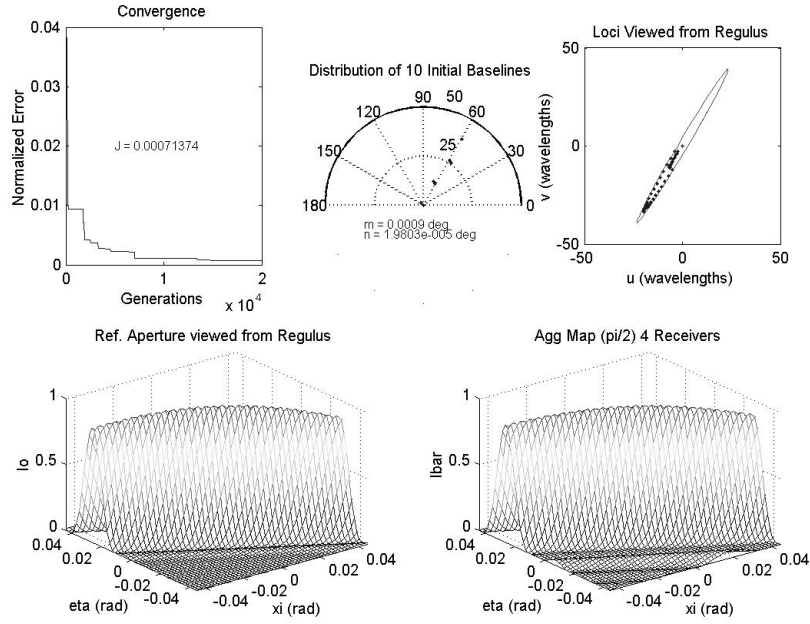 Convergence
0.04
0.03
0.02
0.01
0
Normalized Error
J = 0.00071374
0 1 2
Generations
x 10^4
Distribution of 10 Initial Baselines
90 50
120 60
25
150 30
180 0
m = 0.0009 deg
n = 1.9803e-005 deg
Loci Viewed from Regulus
50
0
-50
v (wavelengths)
-50 0 50
u (wavelengths)
Ref. Aperture viewed from Regulus
1
0.5
0
Io
0.04
0.02
0
-0.02
-0.04
eta (rad)
-0.04
-0.02
0
0.02
0.04
xi (rad)
Agg Map (pi/2) 4 Receivers
1
0.5
0
Ibar
0.04
0.02
0
-0.02
-0.04
eta (rad)
-0.04
-0.02
0
0.02
0.04
xi (rad)